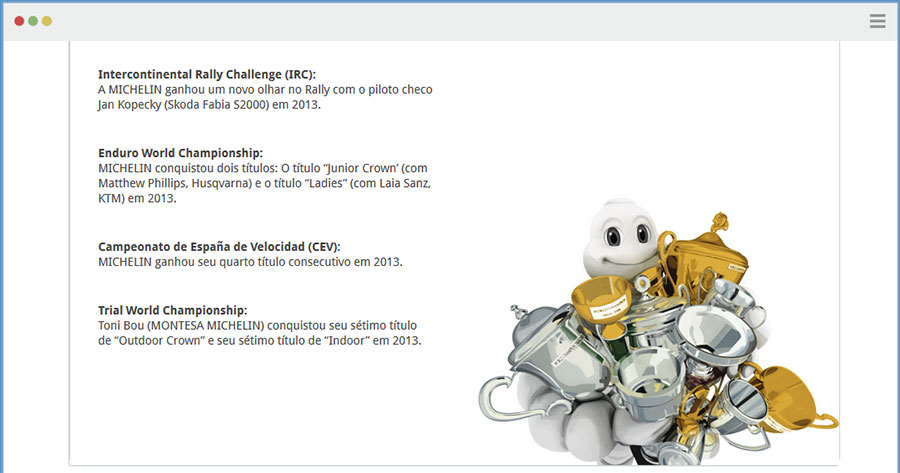 Intercontinental Rally Challenge (IRC):
A MICHELIN ganhou um novo olhar no Rally com o piloto checo
Jan Kopecky (Skoda Fabia S2000) em 2013.
Enduro World Championship:
MICHELIN conquistou dois títulos: O título “Junior Crown’ (com
Matthew Phillips, Husqvarna) e o título “Ladies” (com Laia Sanz,
KTM) em 2013.
Campeonato de España de Velocidad (CEV):
MICHELIN ganhou seu quarto título consecutivo em 2013.
Trial World Championship:
Toni Bou (MONTESA MICHELIN) conquistou seu sétimo título
de “Outdoor Crown” e seu sétimo título de “Indoor” em 2013.